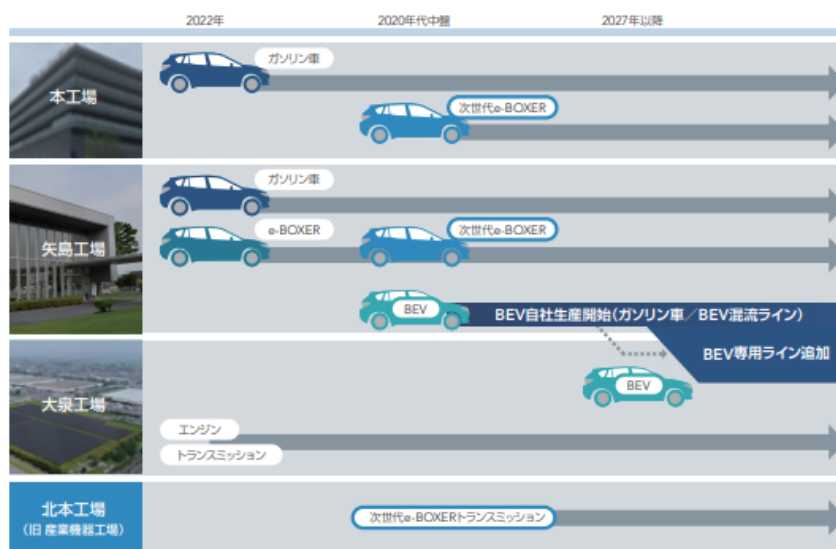 2022年
2020年代中盤
2027年以降
本工場
ガソリン車
次世代e-BOXER
矢島工場
ガソリン車
e-BOXER
次世代e-BOXER
BEV
BEV自社生産開始(ガソリン車／BEV混流ライン)
BEV専用ライン追加
大泉工場
BEV
エンジン
トランスミッション
北本工場
(旧 産業機器工場)
次世代e-BOXERトランスミッション